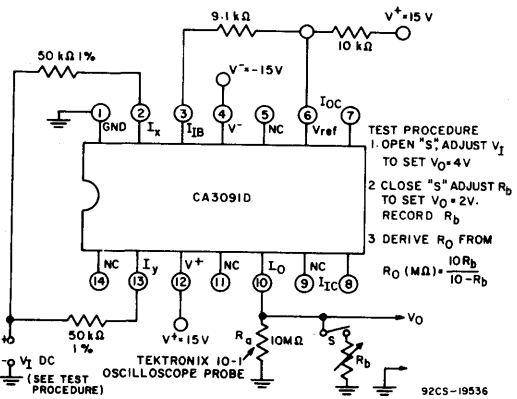 9.1 kΩ
V⁺=15 V
50 kΩ 1%
10 kΩ
V⁻=-15V
1
2
3
4
5
6
7
GND
Ix
IIB
V⁻
NC
Vref
IOC
CA3091D
TEST PROCEDURE
1. OPEN "S", ADJUST VI
TO SET VO=4V
2 CLOSE "S" ADJUST Rb
TO SET VO=2V.
RECORD Rb
3 DERIVE RO FROM
RO (MΩ)= 10Rb
10-Rb
NC
Iy
V⁺
NC
IO
NC
IIC
14
13
12
11
10
9
8
50kΩ
1%
V⁺=15V
Ra
10MΩ
S
Rb
VO
+
-
VI DC
(SEE TEST
PROCEDURE)
TEKTRONIX 10-1
OSCILLOSCOPE PROBE
92CS-19536